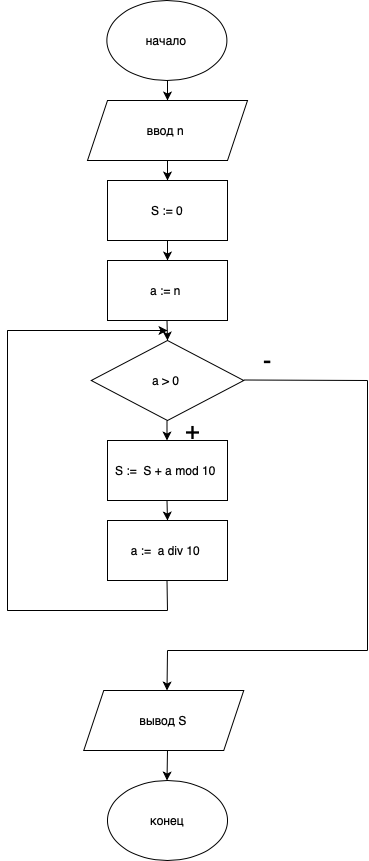 начало
ввод n
S := 0
a := n
a > 0
-
+
S := S + a mod 10
a := a div 10
вывод S
конец